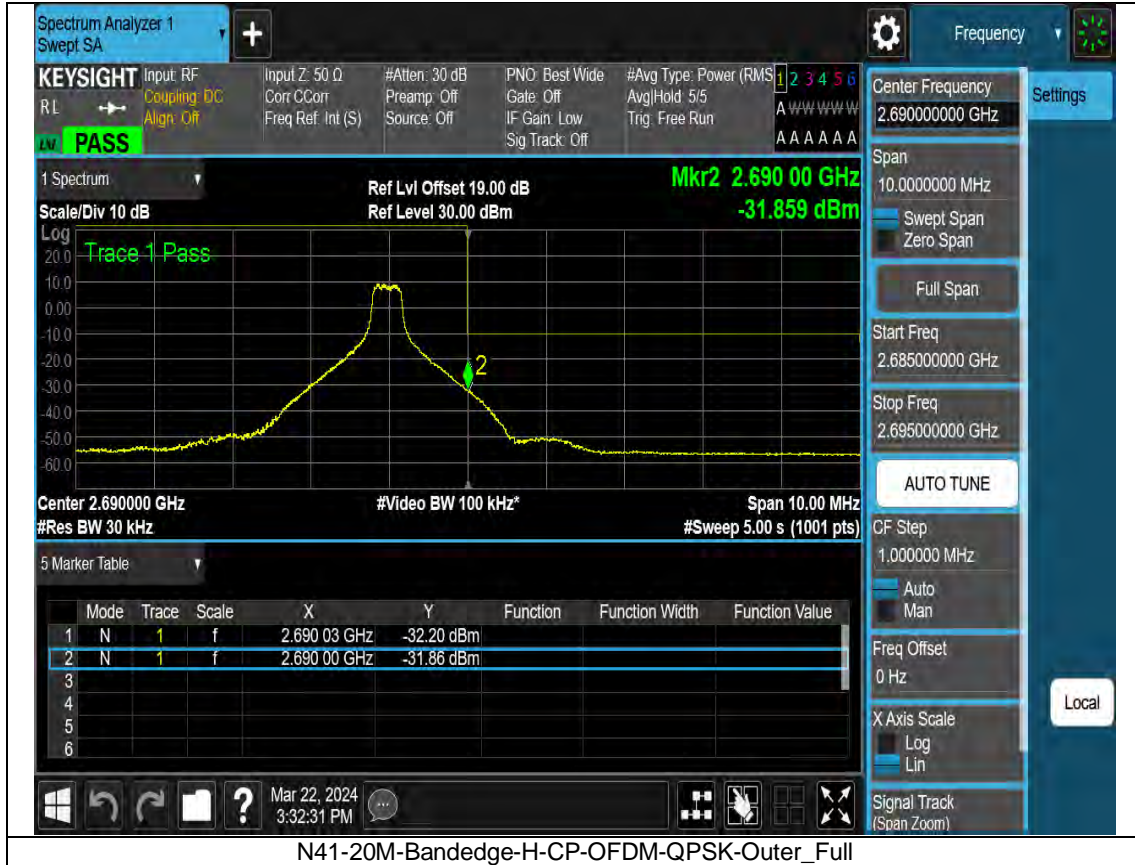 Spectrum Analyzer 1
Swept SA
+
Frequency
KEYSIGHT
RL
LNI PASS
Input: RF
Coupling: DC
Align: Off
Input Z: 50 Ω
Corr CCorr
Freq Ref: Int (S)
#Atten: 30 dB
Preamp: Off
Source: Off
PNO: Best Wide
Gate: Off
IF Gain: Low
Sig Track: Off
#Avg Type: Power (RMS
Avg|Hold: 5/5
Trig: Free Run
1 2 3 4 5 6
A W W W W W
A A A A A A
Center Frequency
2.690000000 GHz
Settings
Span
10.0000000 MHz
Swept Span
Zero Span
Full Span
Start Freq
2.685000000 GHz
Stop Freq
2.695000000 GHz
AUTO TUNE
CF Step
1.000000 MHz
Auto
Man
Freq Offset
0 Hz
X Axis Scale
Log
Lin
Signal Track
(Span Zoom)
Local
1 Spectrum
Scale/Div 10 dB
Ref Lvl Offset 19.00 dB
Ref Level 30.00 dBm
Mkr2 2.690 00 GHz
-31.859 dBm
Log
Trace 1 Pass
20.0
10.0
0.00
-10.0
-20.0
-30.0
-40.0
-50.0
-60.0
2
Center 2.690000 GHz
#Video BW 100 kHz*
Span 10.00 MHz
#Res BW 30 kHz
#Sweep 5.00 s (1001 pts)
5 Marker Table
Mode Trace Scale X Y Function Function Width Function Value
1 N 1 f 2.690 03 GHz -32.20 dBm
2 N 1 f 2.690 00 GHz -31.86 dBm
3
4
5
6
?
Mar 22, 2024
3:32:31 PM
N41-20M-Bandedge-H-CP-OFDM-QPSK-Outer_Full